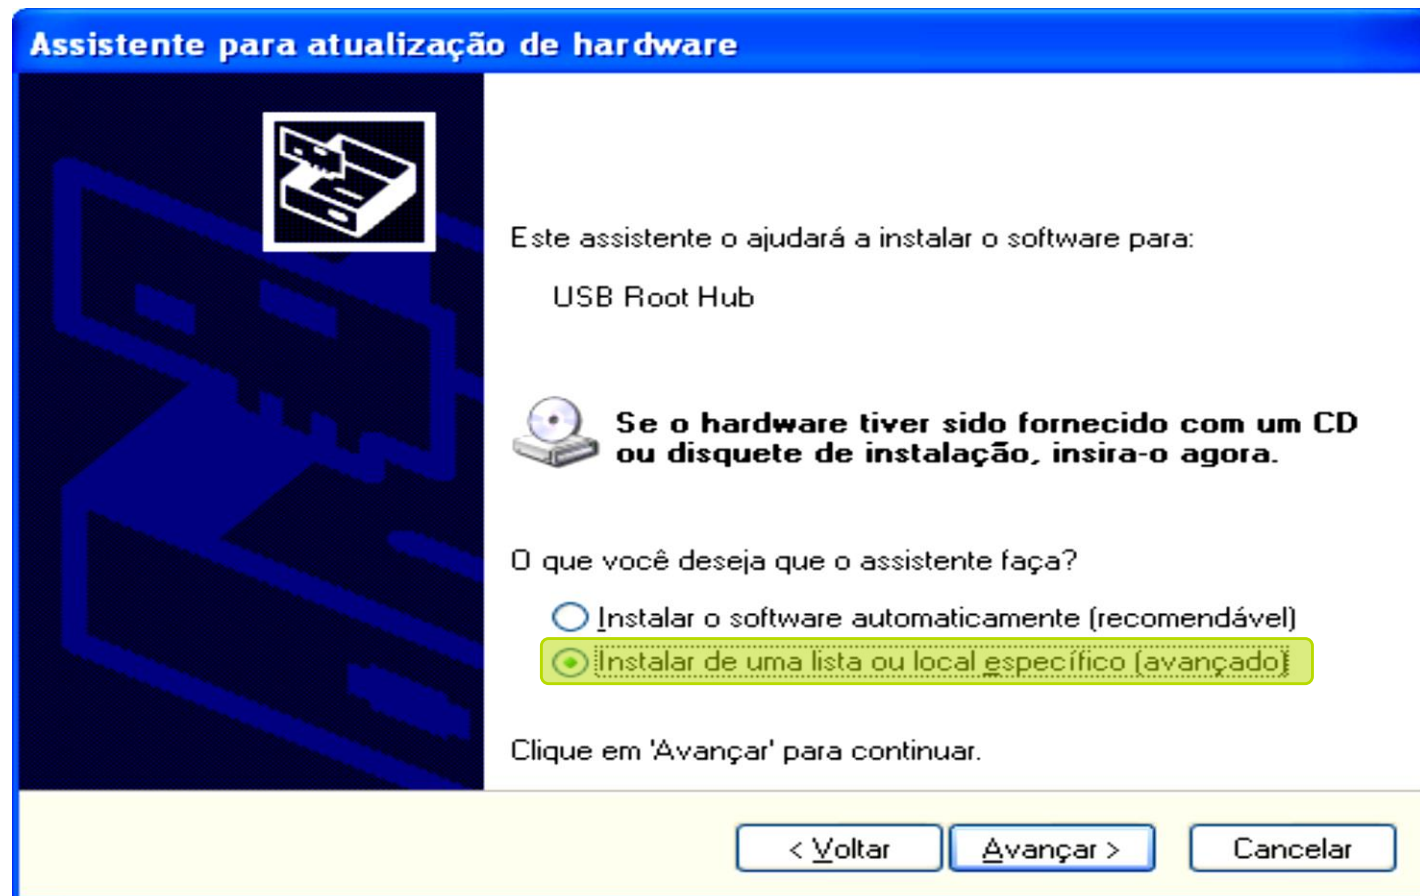 Assistente para atualização de hardware
Este assistente o ajudará a instalar o software para:
USB Root Hub
Se o hardware tiver sido fornecido com um CD
ou disquete de instalação, insira-o agora.
O que você deseja que o assistente faça?
Instalar o software automaticamente (recomendável)
Instalar de uma lista ou local específico (avançado)
Clique em 'Avançar' para continuar.
< Voltar
Avançar >
Cancelar